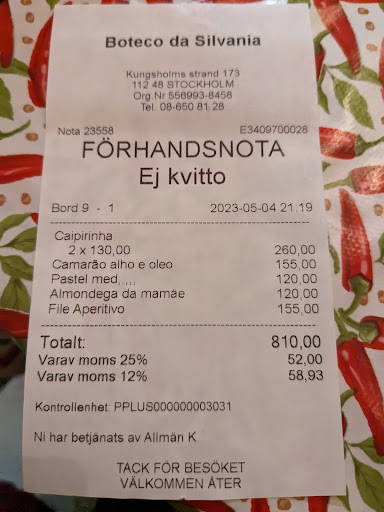 Boteco da Silvania
Kungsholms strand 173
112 48 STOCKHOLM
Org.Nr 556993-8458
Tel. 08-650 81 28
Nota 23558 E3409700028
FÖRHANDSNOTA
Ej kvitto
Bord 9 - 1 2023-05-04 21:19
Caipirinha
2 x 130,00 260,00
Camarão alho e oleo 155,00
Pastel med,,,,, 120,00
Almondega da mamãe 120,00
File Aperitivo 155,00
Totalt: 810,00
Varav moms 25% 52,00
Varav moms 12% 58,93
Kontrollenhet: PPLUS000000003031
Ni har betjänats av Allmän K
TACK FÖR BESÖKET
VÄLKOMMEN ÅTER